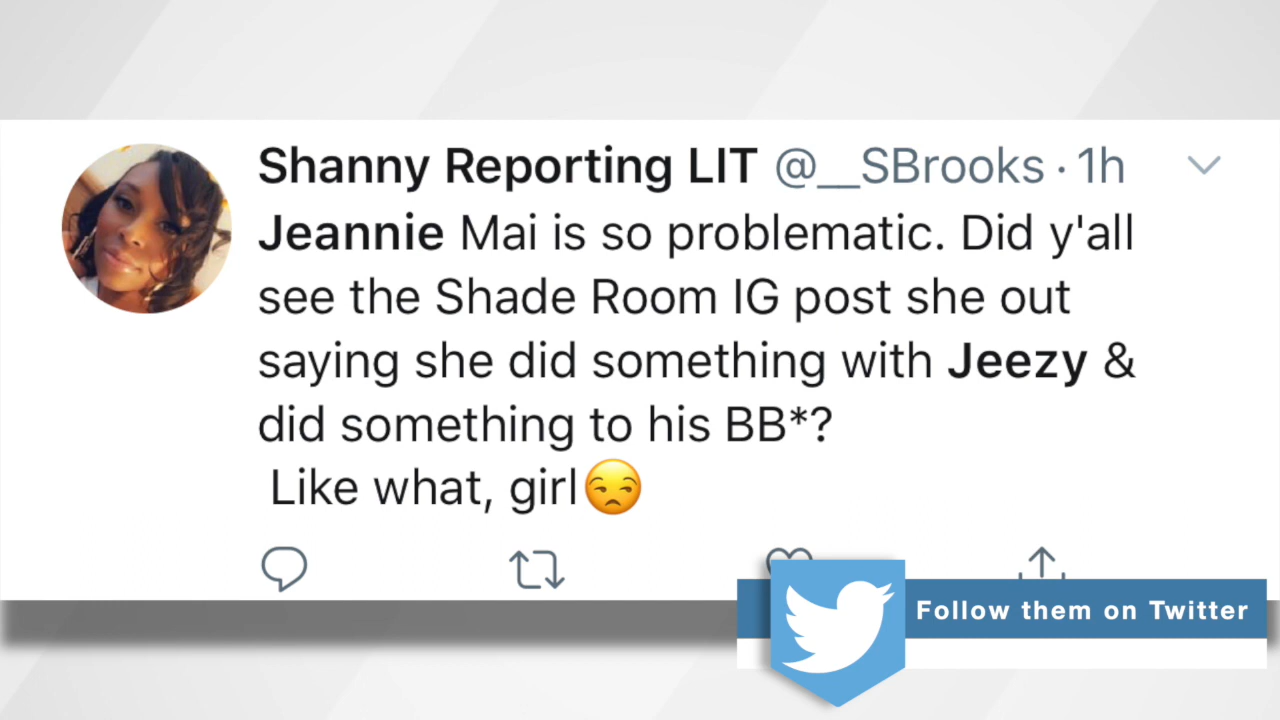 Shanny Reporting LIT @__SBrooks · 1h
Jeannie Mai is so problematic. Did y'all
see the Shade Room IG post she out
saying she did something with Jeezy &
did something to his BB*?
Like what, girl😒
Follow them on Twitter